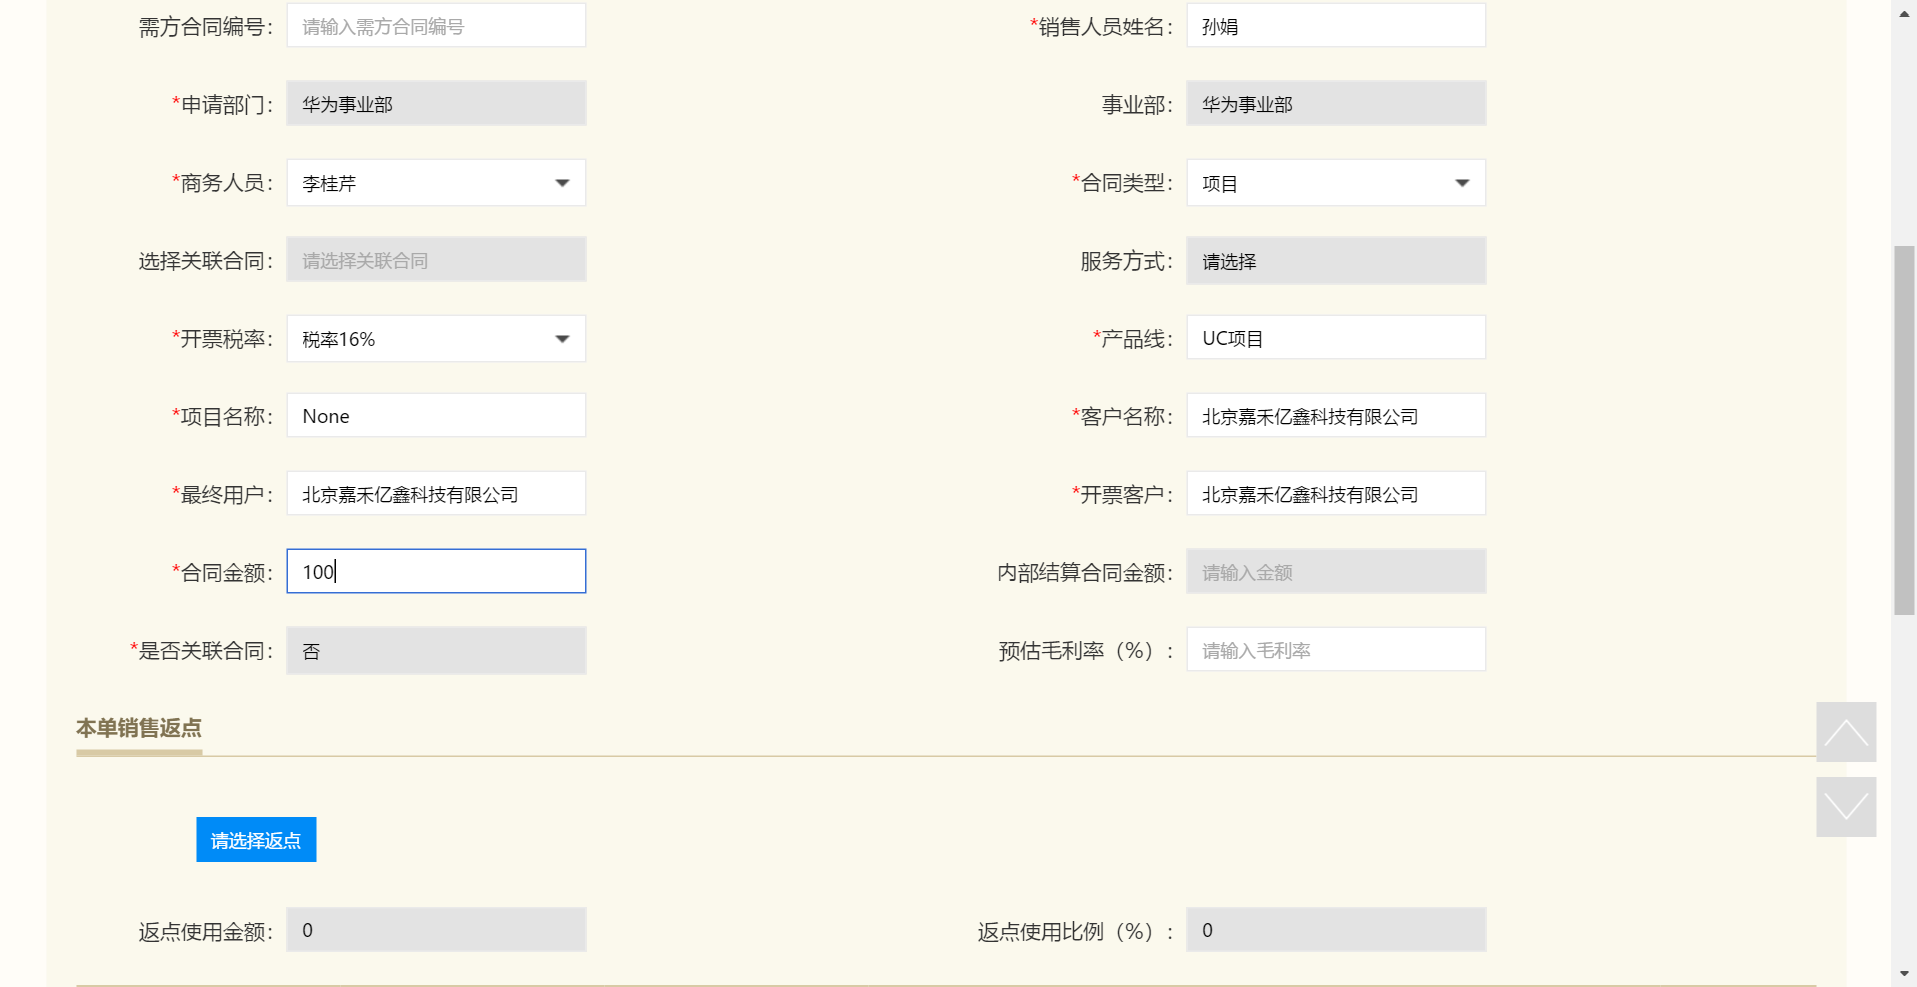 需方合同编号： 请输入需方合同编号 *销售人员姓名： 孙娟
*申请部门： 华为事业部 事业部： 华为事业部
*商务人员： 李桂芹 *合同类型： 项目
选择关联合同： 请选择关联合同 服务方式： 请选择
*开票税率： 税率16% *产品线： UC项目
*项目名称： None *客户名称： 北京嘉禾亿鑫科技有限公司
*最终用户： 北京嘉禾亿鑫科技有限公司 *开票客户： 北京嘉禾亿鑫科技有限公司
*合同金额： 100 内部结算合同金额： 请输入金额
*是否关联合同： 否 预估毛利率（%）： 请输入毛利率
本单销售返点
请选择返点
返点使用金额： 0 返点使用比例（%）： 0